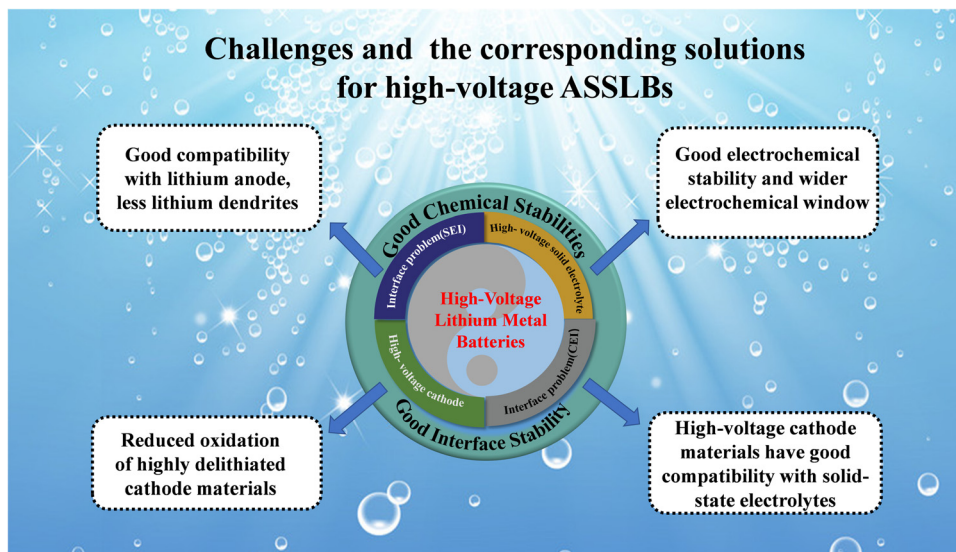 Challenges and the corresponding solutions
for high-voltage ASSLBs
Good compatibility
with lithium anode,
less lithium dendrites
Good electrochemical
stability and wider
electrochemical window
Good Chemical Stabilities
Interface problem(SEI)
High- voltage solid electrolyte
High-Voltage
Lithium Metal
Batteries
High- voltage cathode
Interface problem(CEI)
Good Interface Stability
Reduced oxidation
of highly delithiated
cathode materials
High-voltage cathode
materials have good
compatibility with solid-
state electrolytes